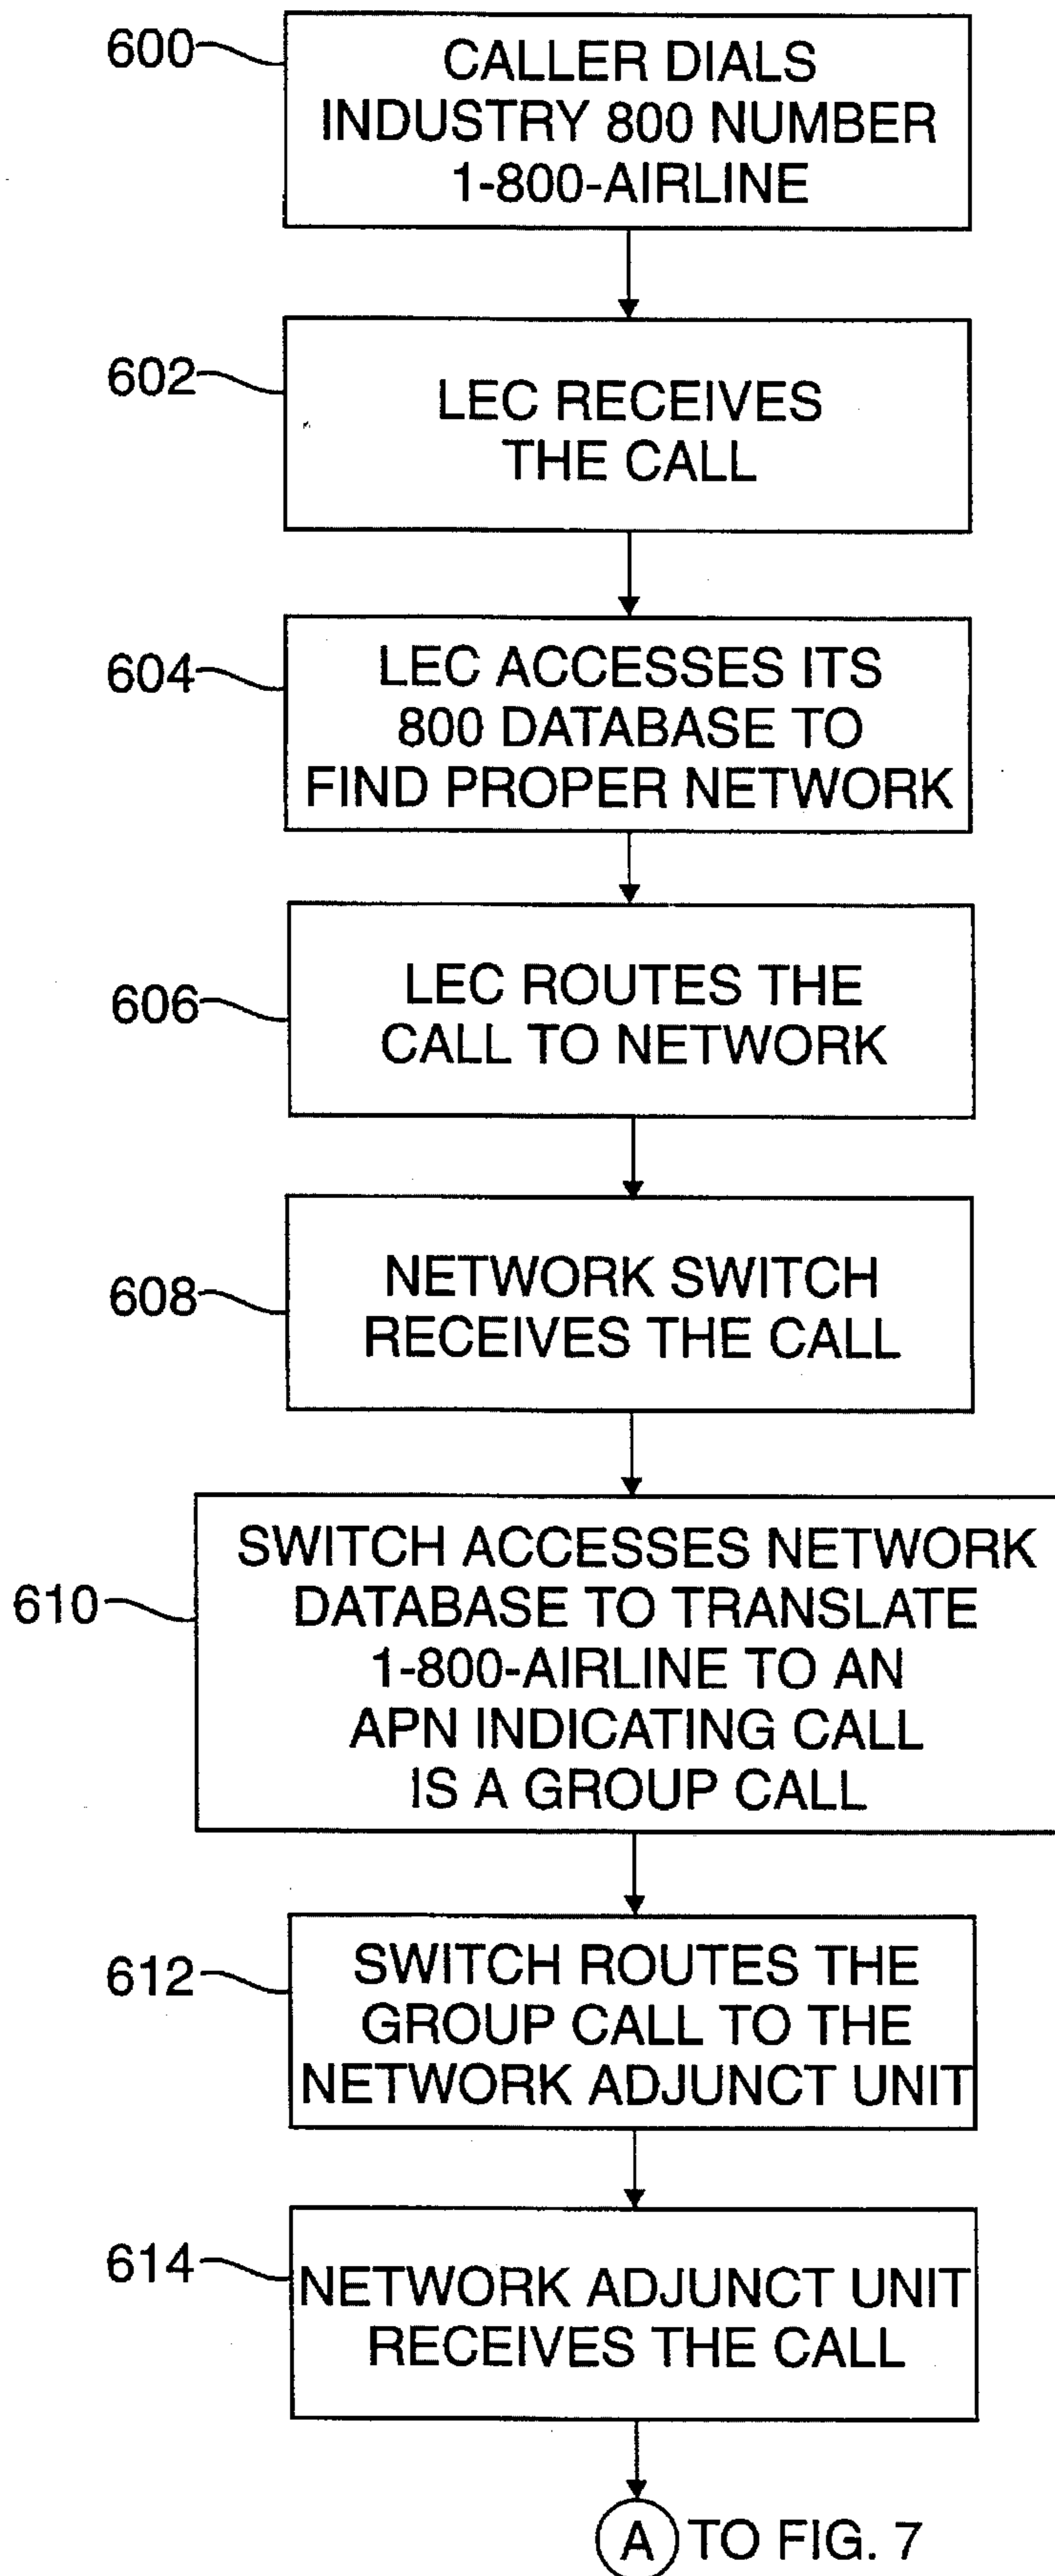 600
CALLER DIALS
INDUSTRY 800 NUMBER
1-800-AIRLINE
602
LEC RECEIVES
THE CALL
604
LEC ACCESSES ITS
800 DATABASE TO
FIND PROPER NETWORK
606
LEC ROUTES THE
CALL TO NETWORK
608
NETWORK SWITCH
RECEIVES THE CALL
610
SWITCH ACCESSES NETWORK
DATABASE TO TRANSLATE
1-800-AIRLINE TO AN
APN INDICATING CALL
IS A GROUP CALL
612
SWITCH ROUTES THE
GROUP CALL TO THE
NETWORK ADJUNCT UNIT
614
NETWORK ADJUNCT UNIT
RECEIVES THE CALL
A TO FIG. 7